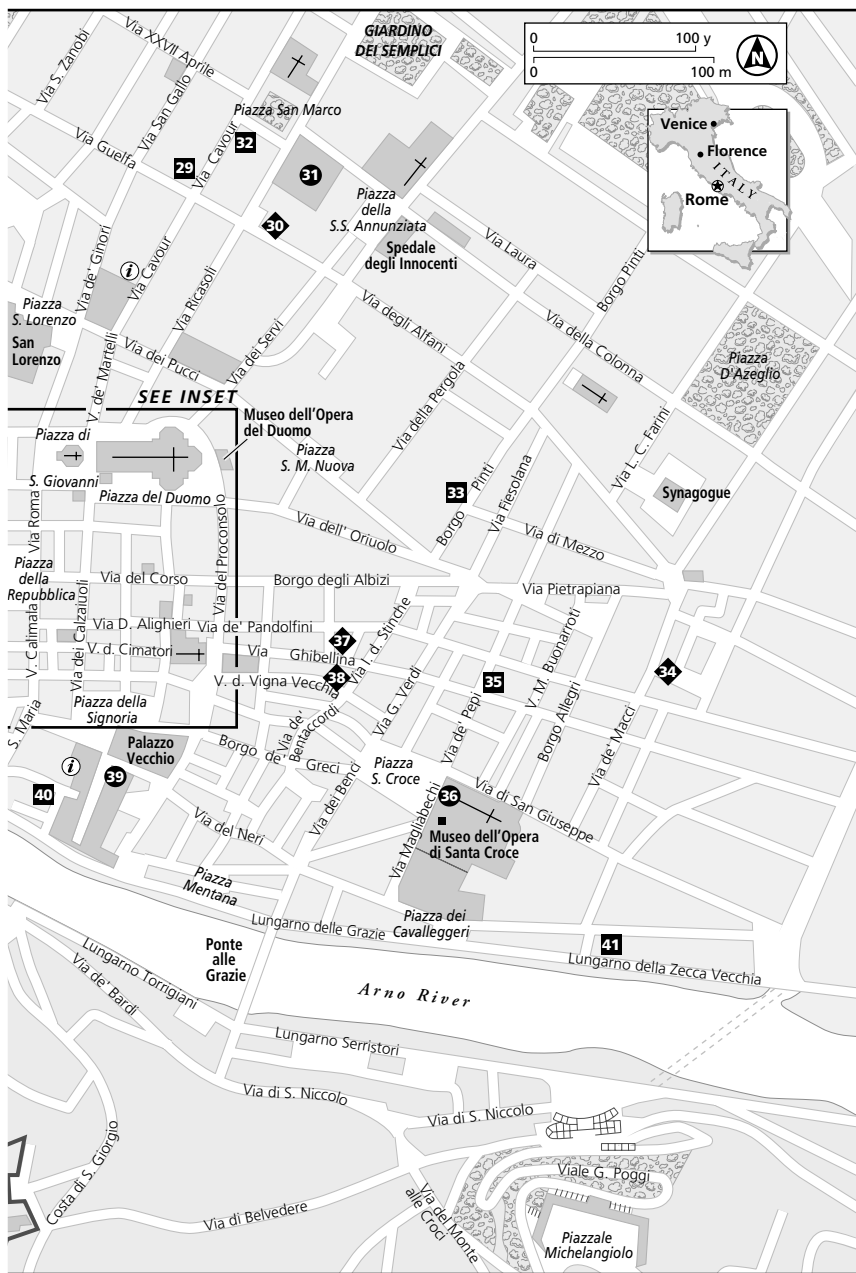 Via XXVII Aprile
GIARDINO
DEI SEMPLICI
0 100 y
0 100 m
N
Via S. Zanobi
Via San Gallo
Piazza San Marco
Venice
Florence
ITALY
Rome
Via Guelfa
29
Via Cavour
32
31
30
Piazza
della
S.S. Annunziata
Spedale
degli Innocenti
Via Laura
Borgo Pinti
Via de' Ginori
i
Via Cavour
Via Ricasoli
Piazza
S. Lorenzo
San
Lorenzo
Via degli Alfani
Via della Colonna
Via dei Pucci
Via dei Servi
V. de' Martelli
Piazza
D'Azeglio
SEE INSET
Museo dell'Opera
del Duomo
Via della Pergola
Piazza di
S. Giovanni
Piazza del Duomo
Piazza
S. M. Nuova
Via L. C. Farini
Synagogue
33
Borgo Pinti
Via Fiesolana
Via Roma
Via dell' Oriuolo
Via di Mezzo
Via del Proconsolo
Piazza
della
Repubblica
Via del Corso
Borgo degli Albizi
Via Pietrapiana
Via dei Calzaiuoli
V. Calimala
Via D. Alighieri
Via de' Pandolfini
37
Via I. d. Stinche
V. d. Cimatori
Via Ghibellina
38
V. d. Vigna Vecchia
35
V. M. Buonarroti
34
Piazza della
Signoria
Via G. Verdi
Via de' Pepi
Borgo Allegri
Via de' Macci
S. Maria
Palazzo
Vecchio
Via de'
Bentaccordi
Borgo de' Greci
Piazza
S. Croce
Via di San Giuseppe
i
39
40
36
Via dei Benci
Via Magliabechi
Museo dell'Opera
di Santa Croce
Via del Neri
Piazza
Mentana
Piazza dei
Cavalleggeri
Lungarno delle Grazie
41
Lungarno della Zecca Vecchia
Ponte
alle
Grazie
Lungarno Torrigiani
Via de' Bardi
Arno River
Lungarno Serristori
Via di S. Niccolo
Via di S. Niccolo
Costa di S. Giorgio
Viale G. Poggi
Via di Belvedere
Via del Monte
alle Croci
Piazzale
Michelangiolo